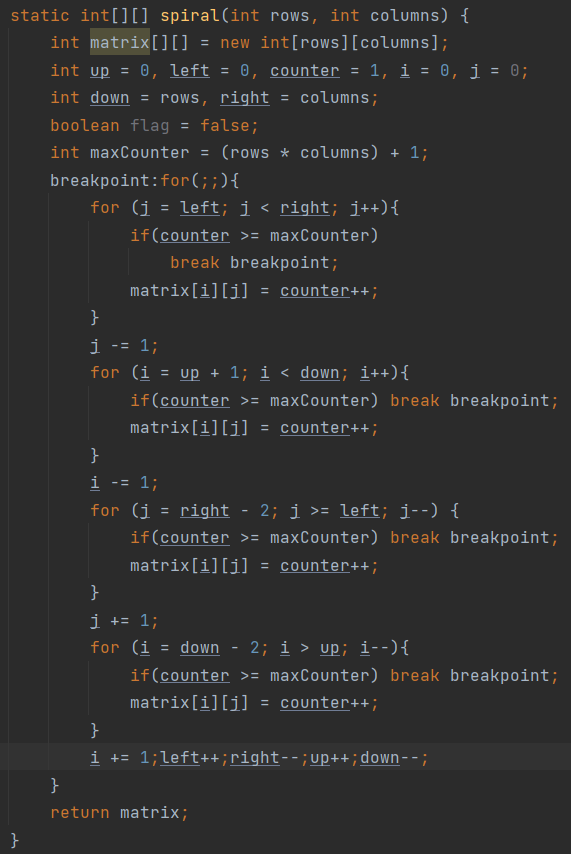 static int[][] spiral(int rows, int columns) {
    int matrix[][] = new int[rows][columns];
    int up = 0, left = 0, counter = 1, i = 0, j = 0;
    int down = rows, right = columns;
    boolean flag = false;
    int maxCounter = (rows * columns) + 1;
    breakpoint:for(;;){
        for (j = left; j < right; j++){
            if(counter >= maxCounter)
                break breakpoint;
            matrix[i][j] = counter++;
        }
        j -= 1;
        for (i = up + 1; i < down; i++){
            if(counter >= maxCounter) break breakpoint;
            matrix[i][j] = counter++;
        }
        i -= 1;
        for (j = right - 2; j >= left; j--) {
            if(counter >= maxCounter) break breakpoint;
            matrix[i][j] = counter++;
        }
        j += 1;
        for (i = down - 2; i > up; i--){
            if(counter >= maxCounter) break breakpoint;
            matrix[i][j] = counter++;
        }
        i += 1;left++;right--;up++;down--;
    }
    return matrix;
}